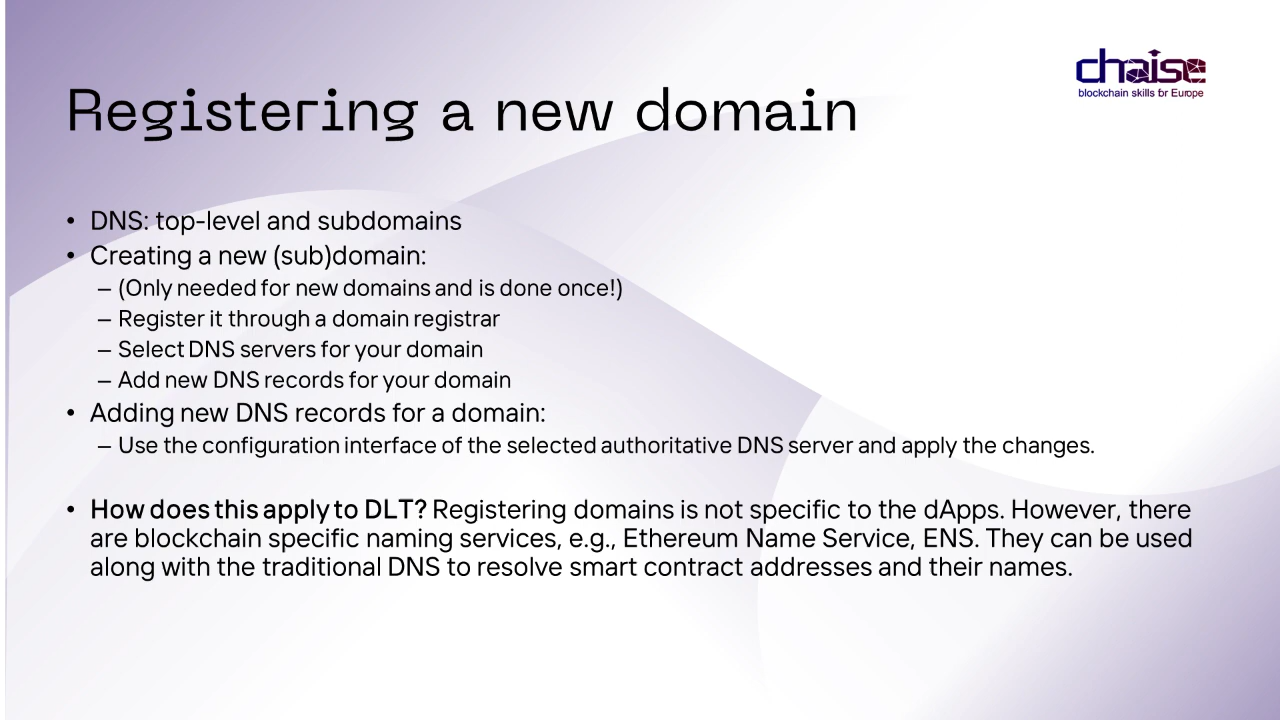 chaise
blockchain skills for Europe
Registering a new domain
• DNS: top-level and subdomains
• Creating a new (sub)domain:
– (Only needed for new domains and is done once!)
– Register it through a domain registrar
– Select DNS servers for your domain
– Add new DNS records for your domain
• Adding new DNS records for a domain:
– Use the configuration interface of the selected authoritative DNS server and apply the changes.
• How does this apply to DLT? Registering domains is not specific to the dApps. However, there
are blockchain specific naming services, e.g., Ethereum Name Service, ENS. They can be used
along with the traditional DNS to resolve smart contract addresses and their names.